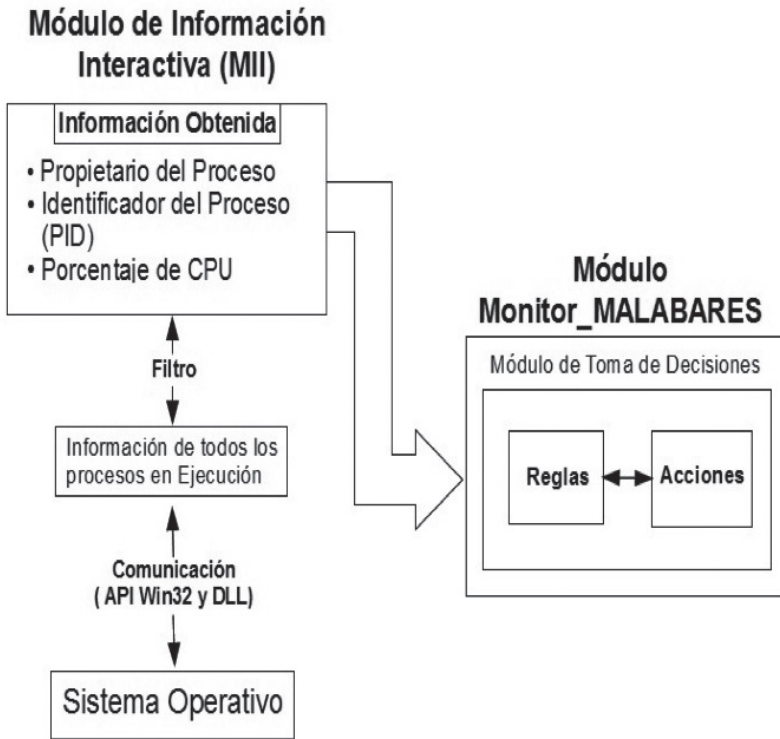 Módulo de Información
Interactiva (MII)
Información Obtenida
• Propietario del Proceso
• Identificador del Proceso
(PID)
• Porcentaje de CPU
Filtro
Información de todos los
procesos en Ejecución
Comunicación
( API Win32 y DLL)
Sistema Operativo
Módulo
Monitor_MALABARES
Módulo de Toma de Decisiones
Reglas
Acciones